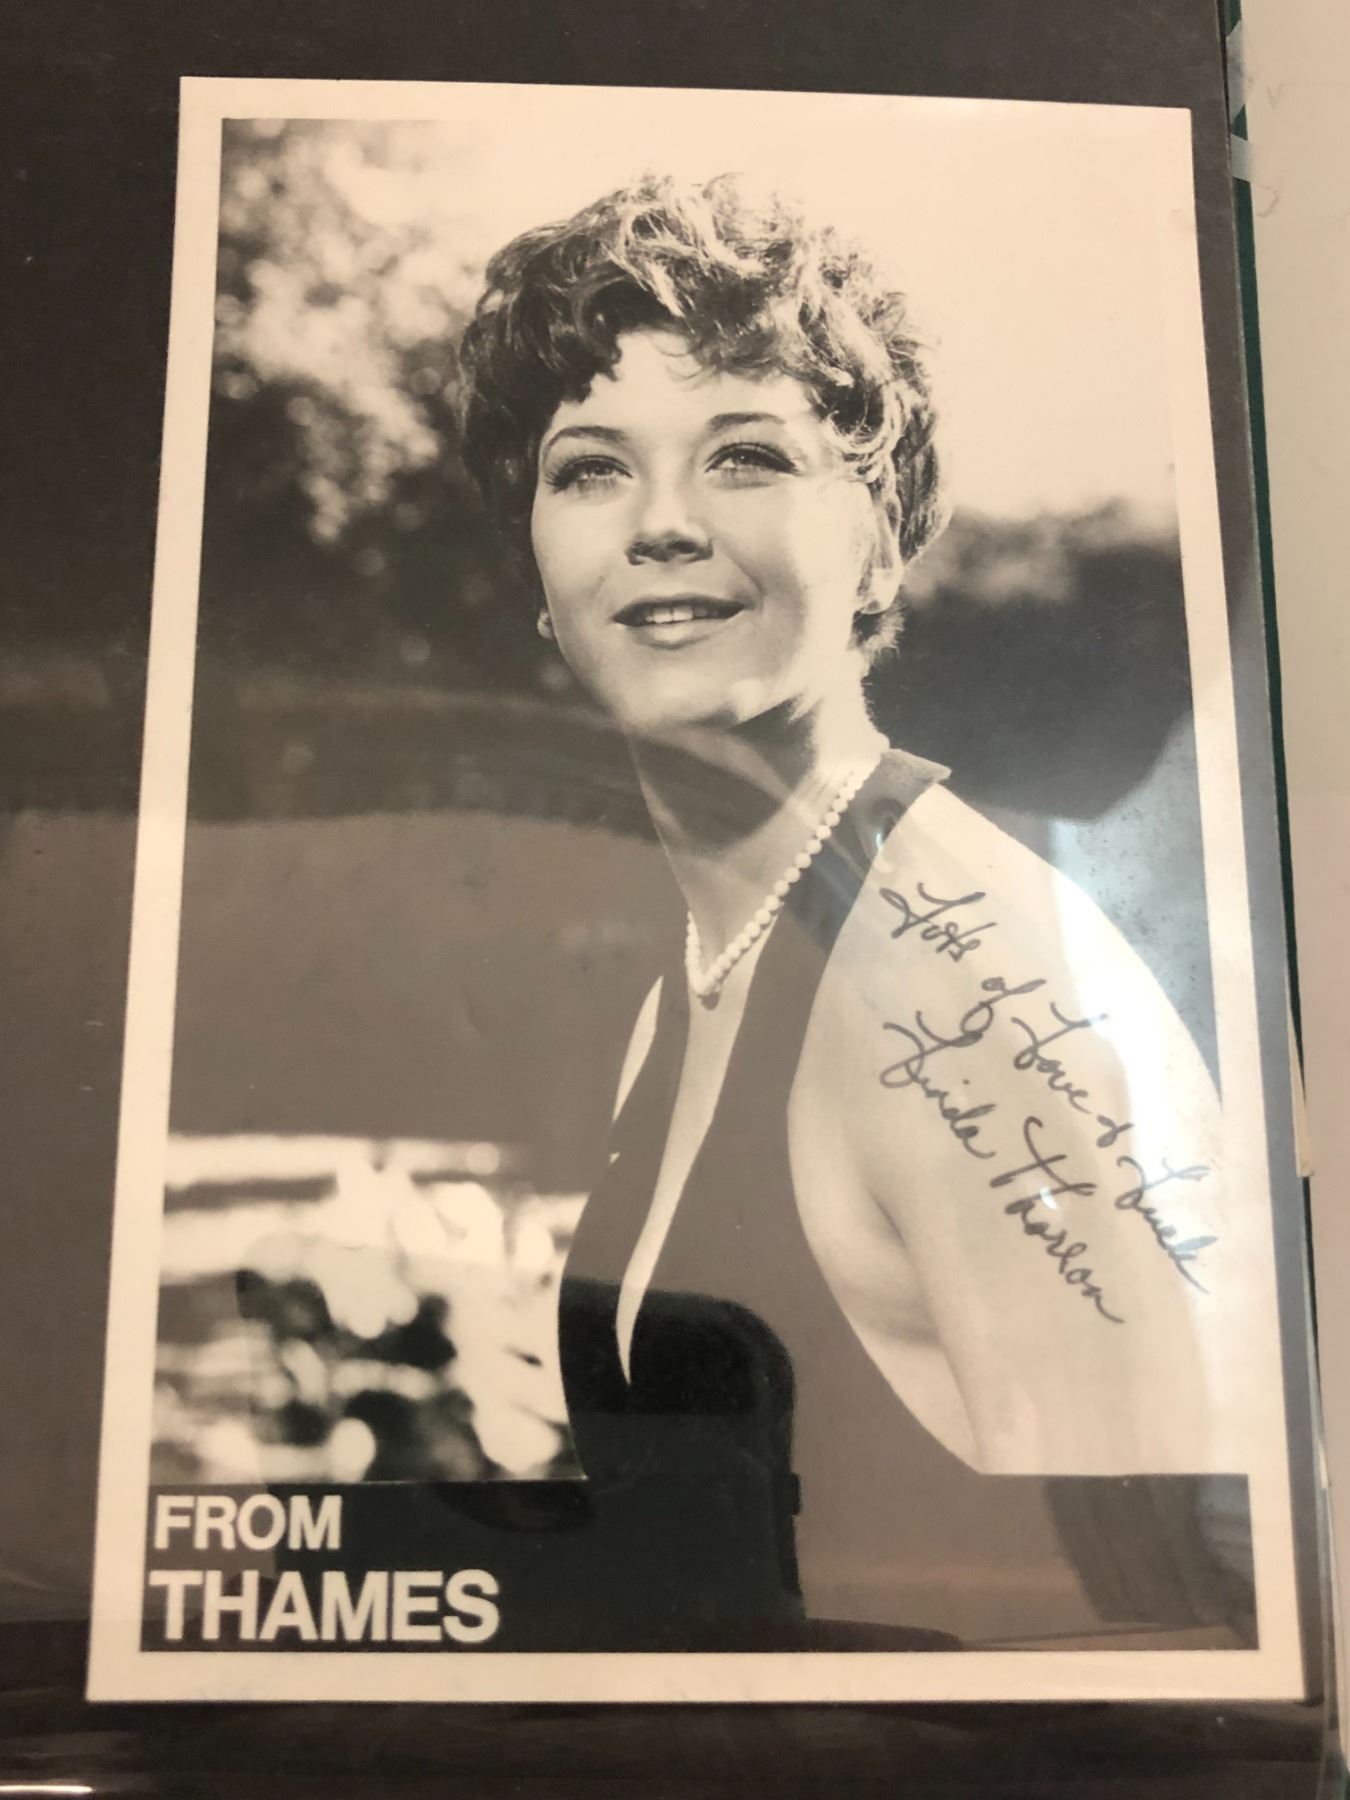 Lots of Love & Luck
Linda Thorson
FROM
THAMES